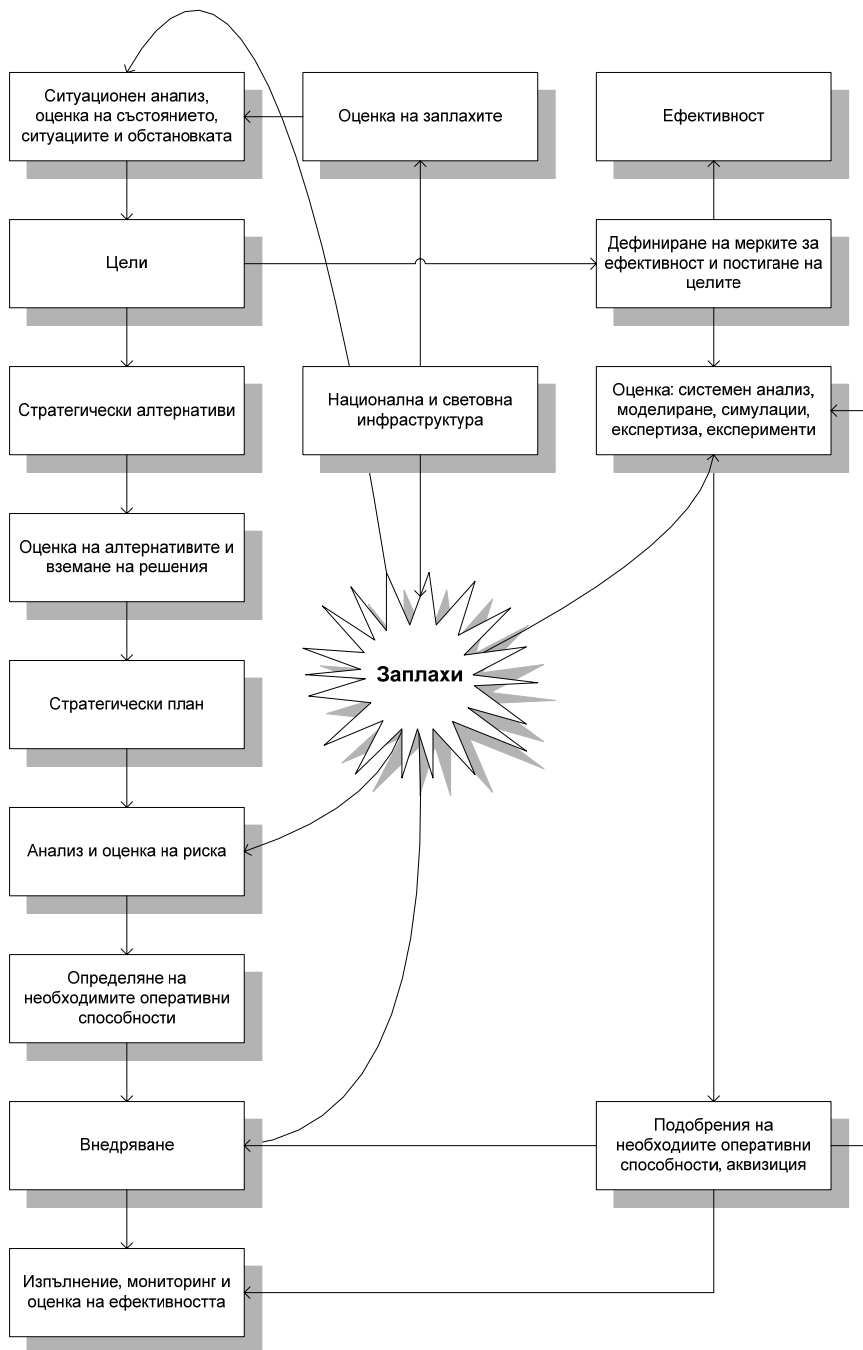 Ситуационен анализ,
оценка на състоянието,
ситуациите и обстановката
Оценка на заплахите
Ефективност
Цели
Дефиниране на мерките за
ефективност и постигане на
целите
Стратегически алтернативи
Национална и световна
инфраструктура
Оценка: системен анализ,
моделиране, симулации,
експертиза, експерименти
Оценка на алтернативите и
вземане на решения
Заплахи
Стратегически план
Анализ и оценка на риска
Определяне на
необходимите оперативни
способности
Внедряване
Подобрения на
необходиите оперативни
способности, аквизиция
Изпълнение, мониторинг и
оценка на ефективността